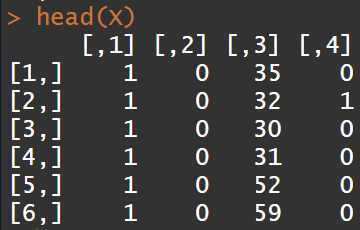 > head(X)
[,1] [,2] [,3] [,4]
[1,] 1 0 35 0
[2,] 1 0 32 1
[3,] 1 0 30 0
[4,] 1 0 31 0
[5,] 1 0 52 0
[6,] 1 0 59 0